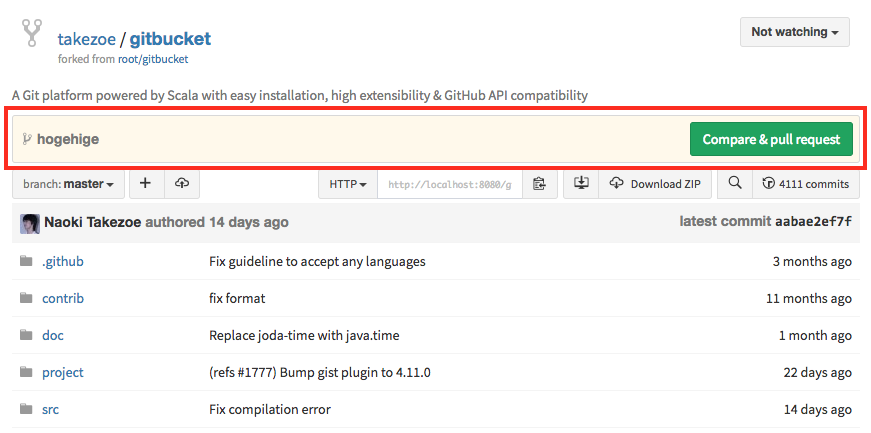 takezoe / gitbucket
Not watching
forked from root/gitbucket
A Git platform powered by Scala with easy installation, high extensibility & GitHub API compatibility
hogehige
Compare & pull request
branch: master
HTTP
http://localhost:8080/g
Download ZIP
4111 commits
Naoki Takezoe authored 14 days ago
latest commit aabae2ef7f
.github Fix guideline to accept any languages 3 months ago
contrib fix format 11 months ago
doc Replace joda-time with java.time 1 month ago
project (refs #1777) Bump gist plugin to 4.11.0 22 days ago
src Fix compilation error 14 days ago